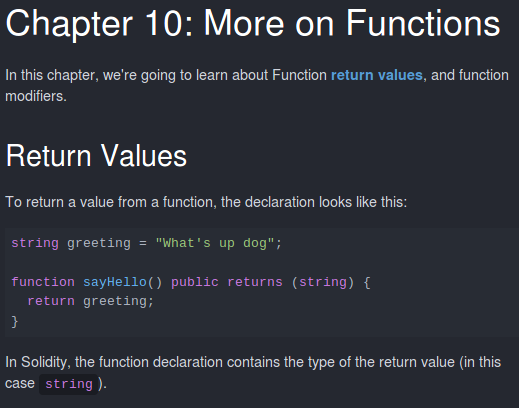 Chapter 10: More on Functions
In this chapter, we're going to learn about Function return values, and function
modifiers.
Return Values
To return a value from a function, the declaration looks like this:
string greeting = "What's up dog";
function sayHello() public returns (string) {
  return greeting;
}
In Solidity, the function declaration contains the type of the return value (in this
case string ).